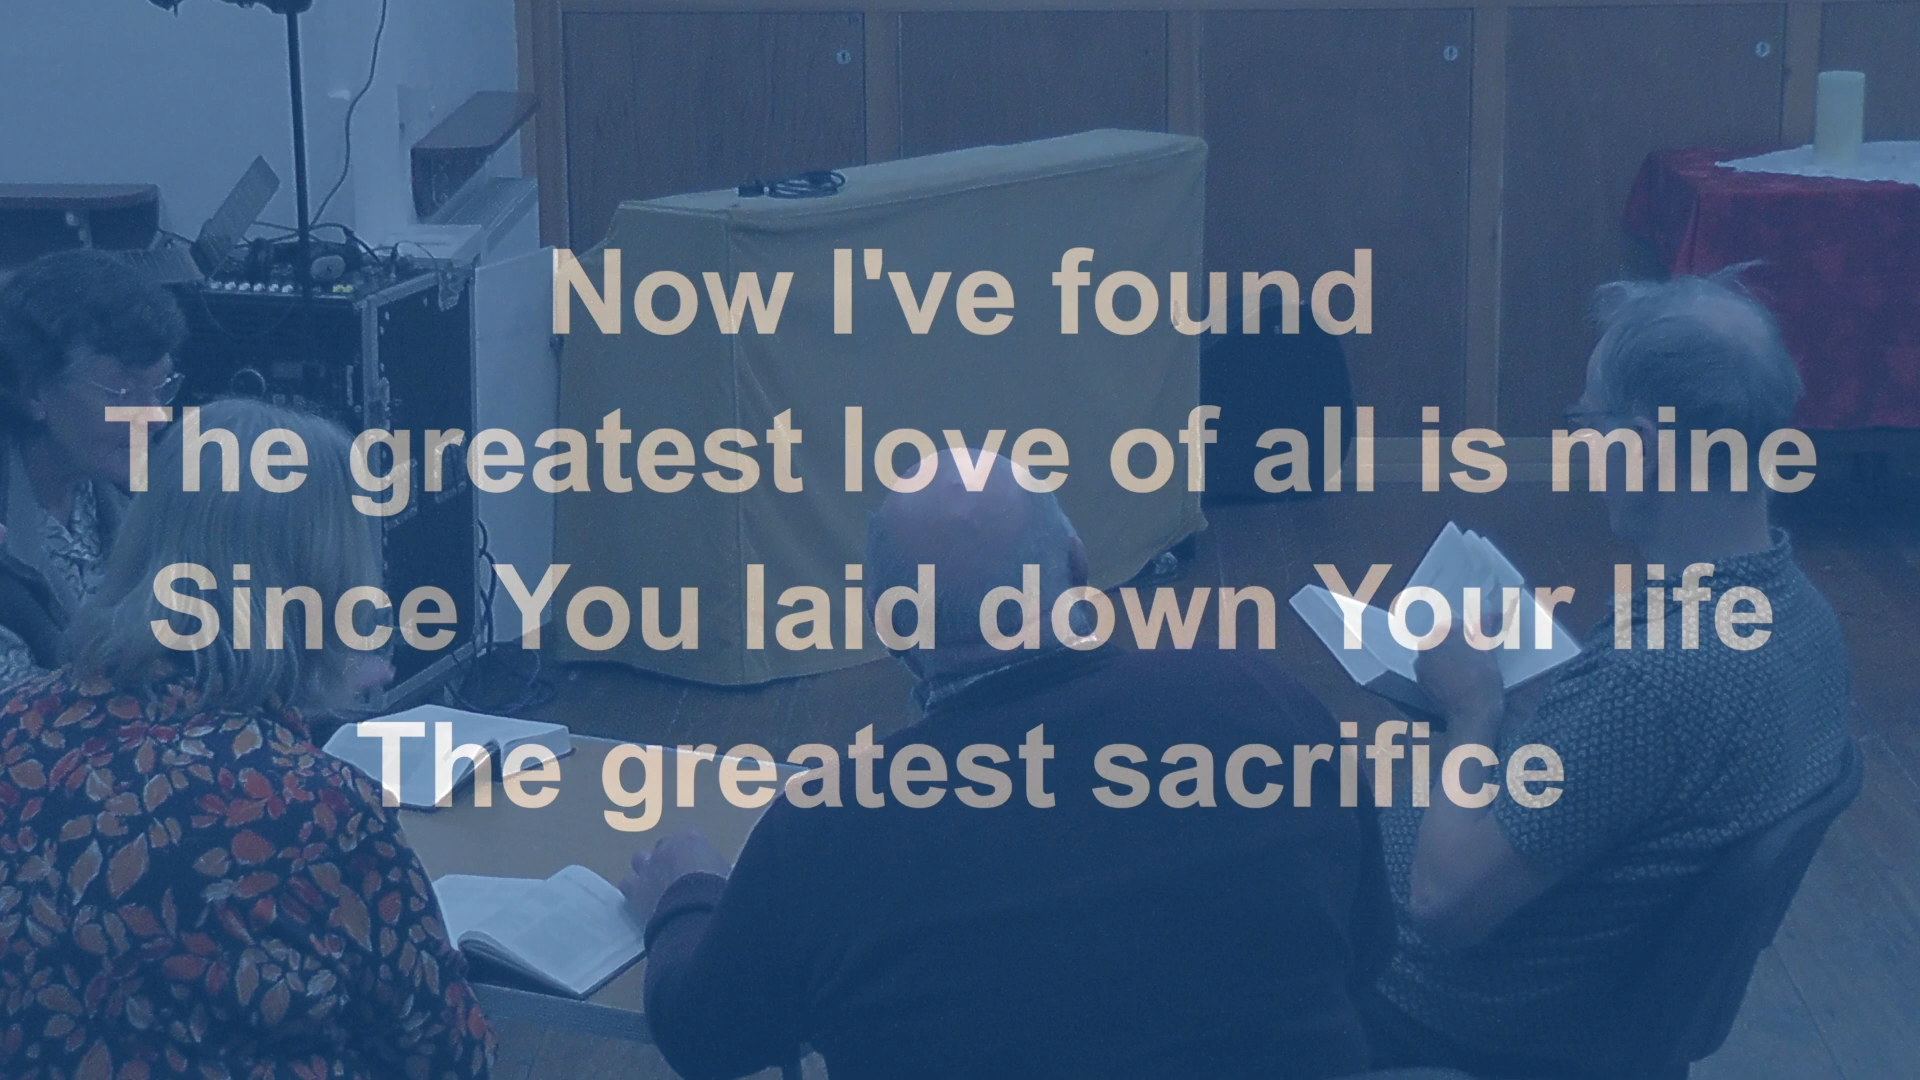 Now I've found
The greatest love of all is mine
Since You laid down Your life
The greatest sacrifice